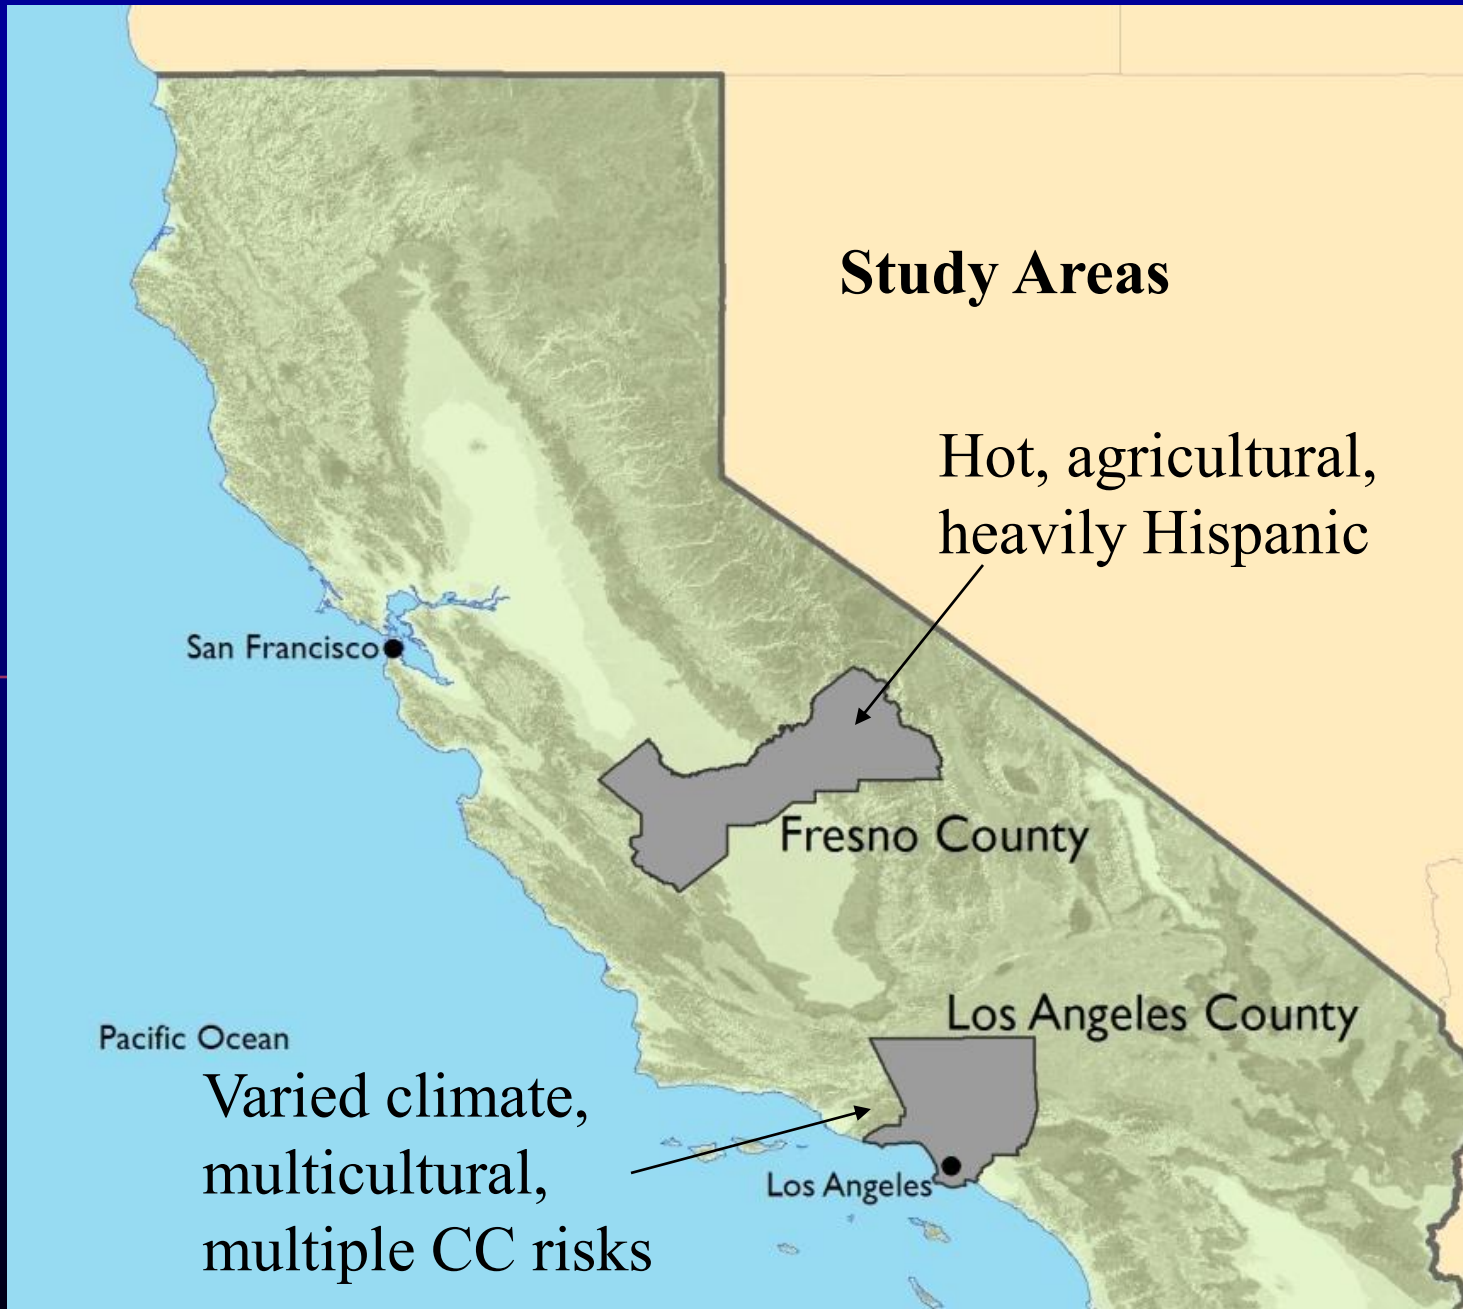 Study Areas
Hot, agricultural,
heavily Hispanic
San Francisco
Fresno County
Los Angeles County
Pacific Ocean
Varied climate,
multicultural,
multiple CC risks
Los Angeles